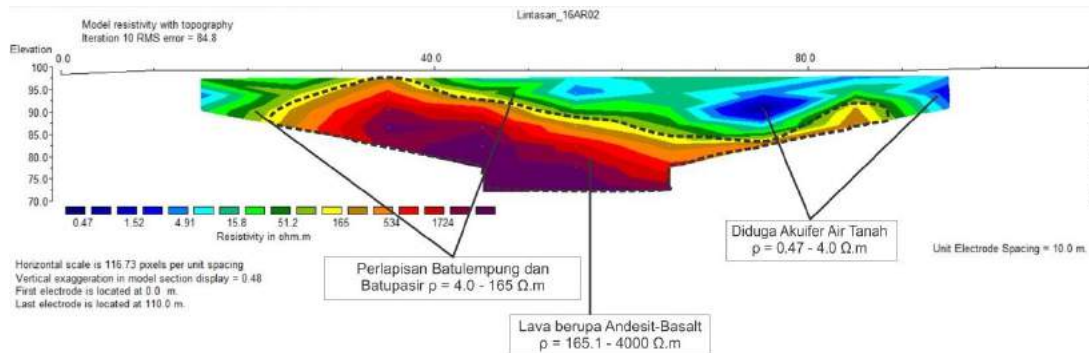 Lintasan_16AR02
Model resistivity with topography
Iteration 10 RMS error = 84.8
Elevation
0.0 40.0 80.0
100
95.0
90.0
85.0
80.0
75.0
70.0
0.47 1.52 4.91 15.8 51.2 165 534 1724
Resistivity in ohm.m
Horizontal scale is 116.73 pixels per unit spacing
Vertical exaggeration in model section display = 0.48
First electrode is located at 0.0 m.
Last electrode is located at 110.0 m.
Perlapisan Batulempung dan
Batupasir ρ = 4.0 - 165 Ω.m
Lava berupa Andesit-Basalt
ρ = 165.1 - 4000 Ω.m
Diduga Akuifer Air Tanah
ρ = 0.47 - 4.0 Ω.m
Unit Electrode Spacing = 10.0 m.